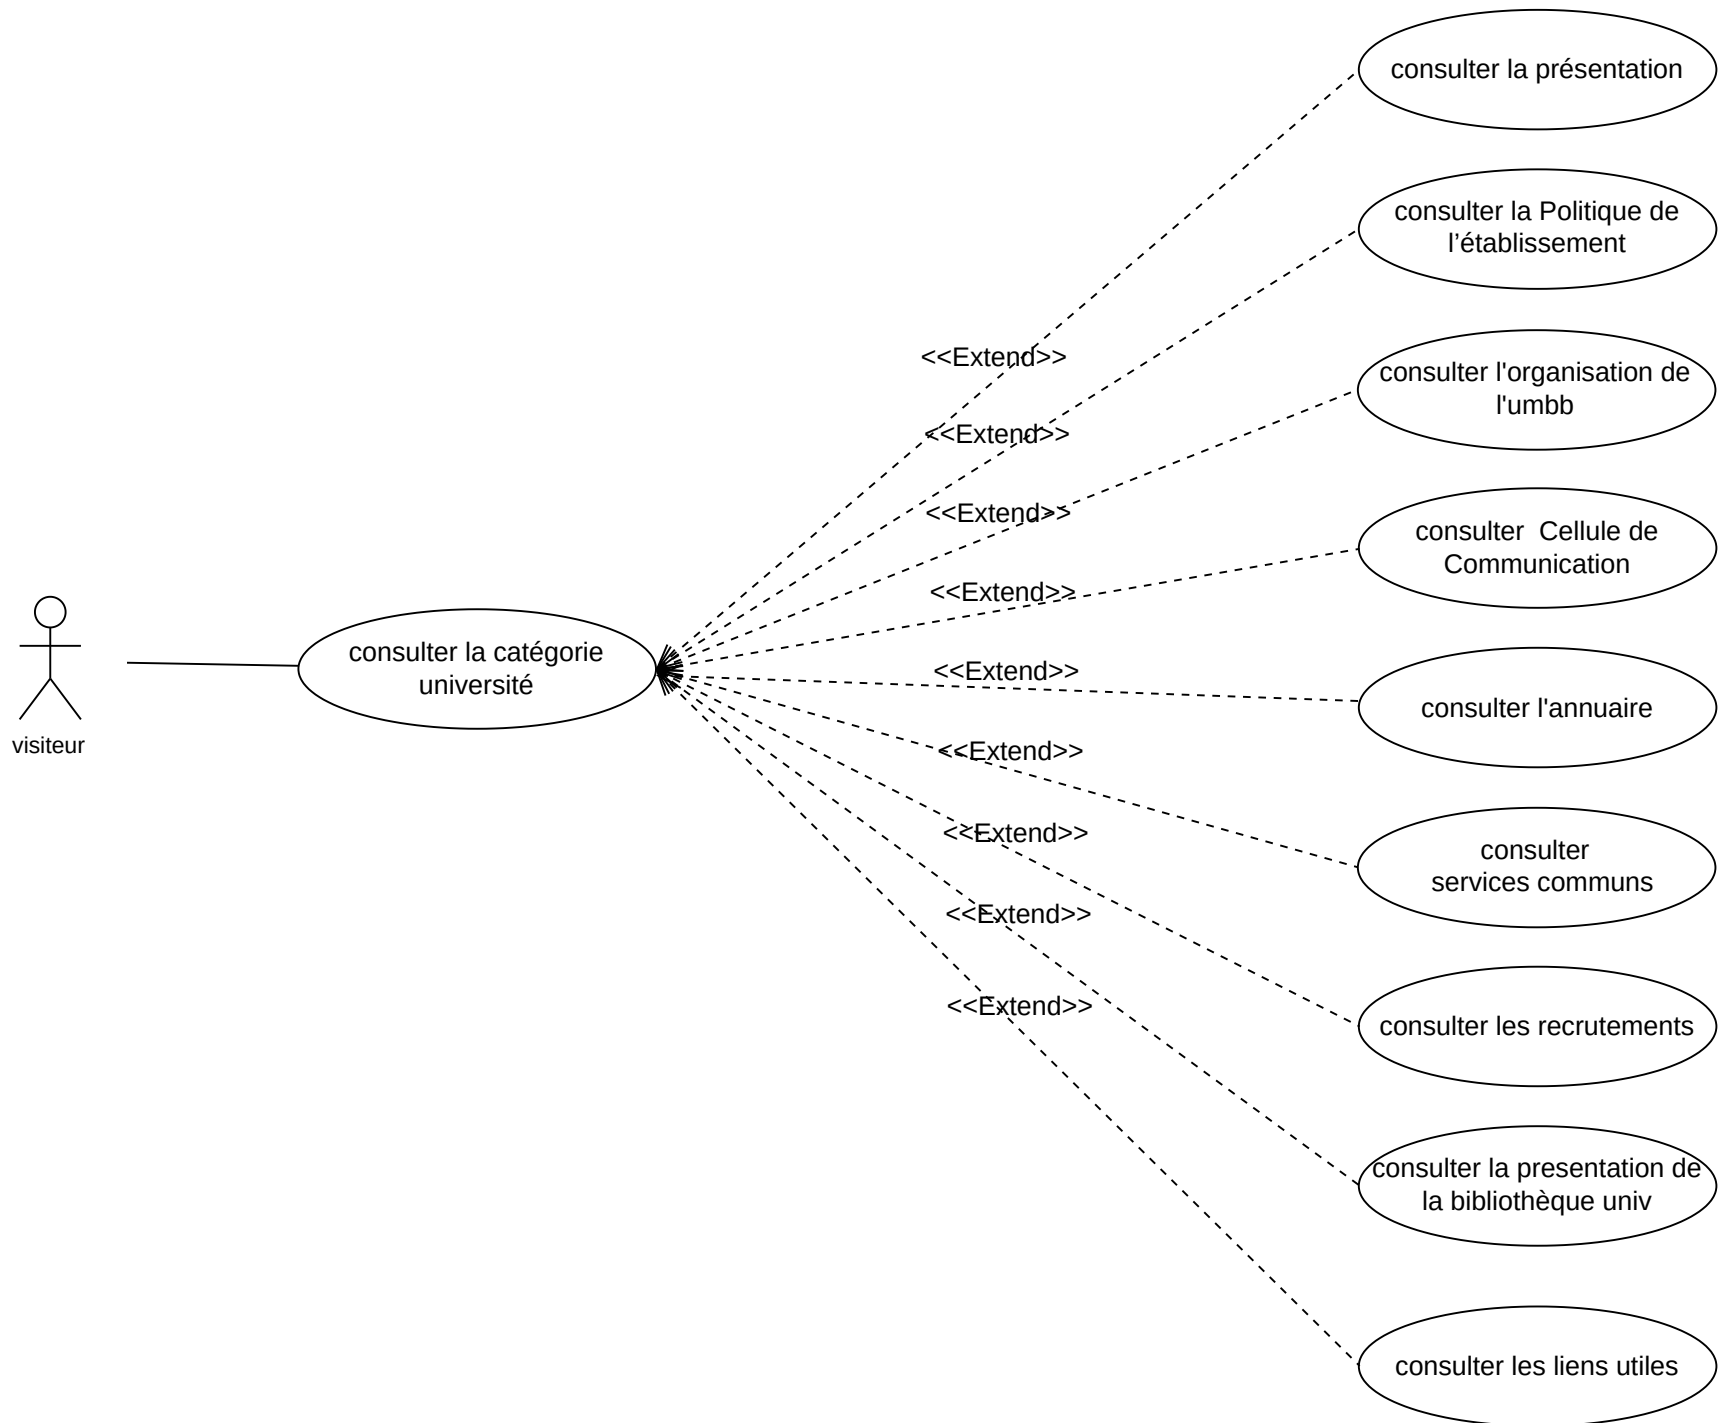 consulter la présentation
consulter la Politique de
l’établissement
<<Extend>>
consulter l'organisation de
l'umbb
<<Extend>>
<<Extend>>
consulter  Cellule de
Communication
<<Extend>>
visiteur
consulter la catégorie
université
<<Extend>>
consulter l'annuaire
<<Extend>>
consulter
services communs
<<Extend>>
<<Extend>>
consulter les recrutements
<<Extend>>
consulter la presentation de
la bibliothèque univ
consulter les liens utiles